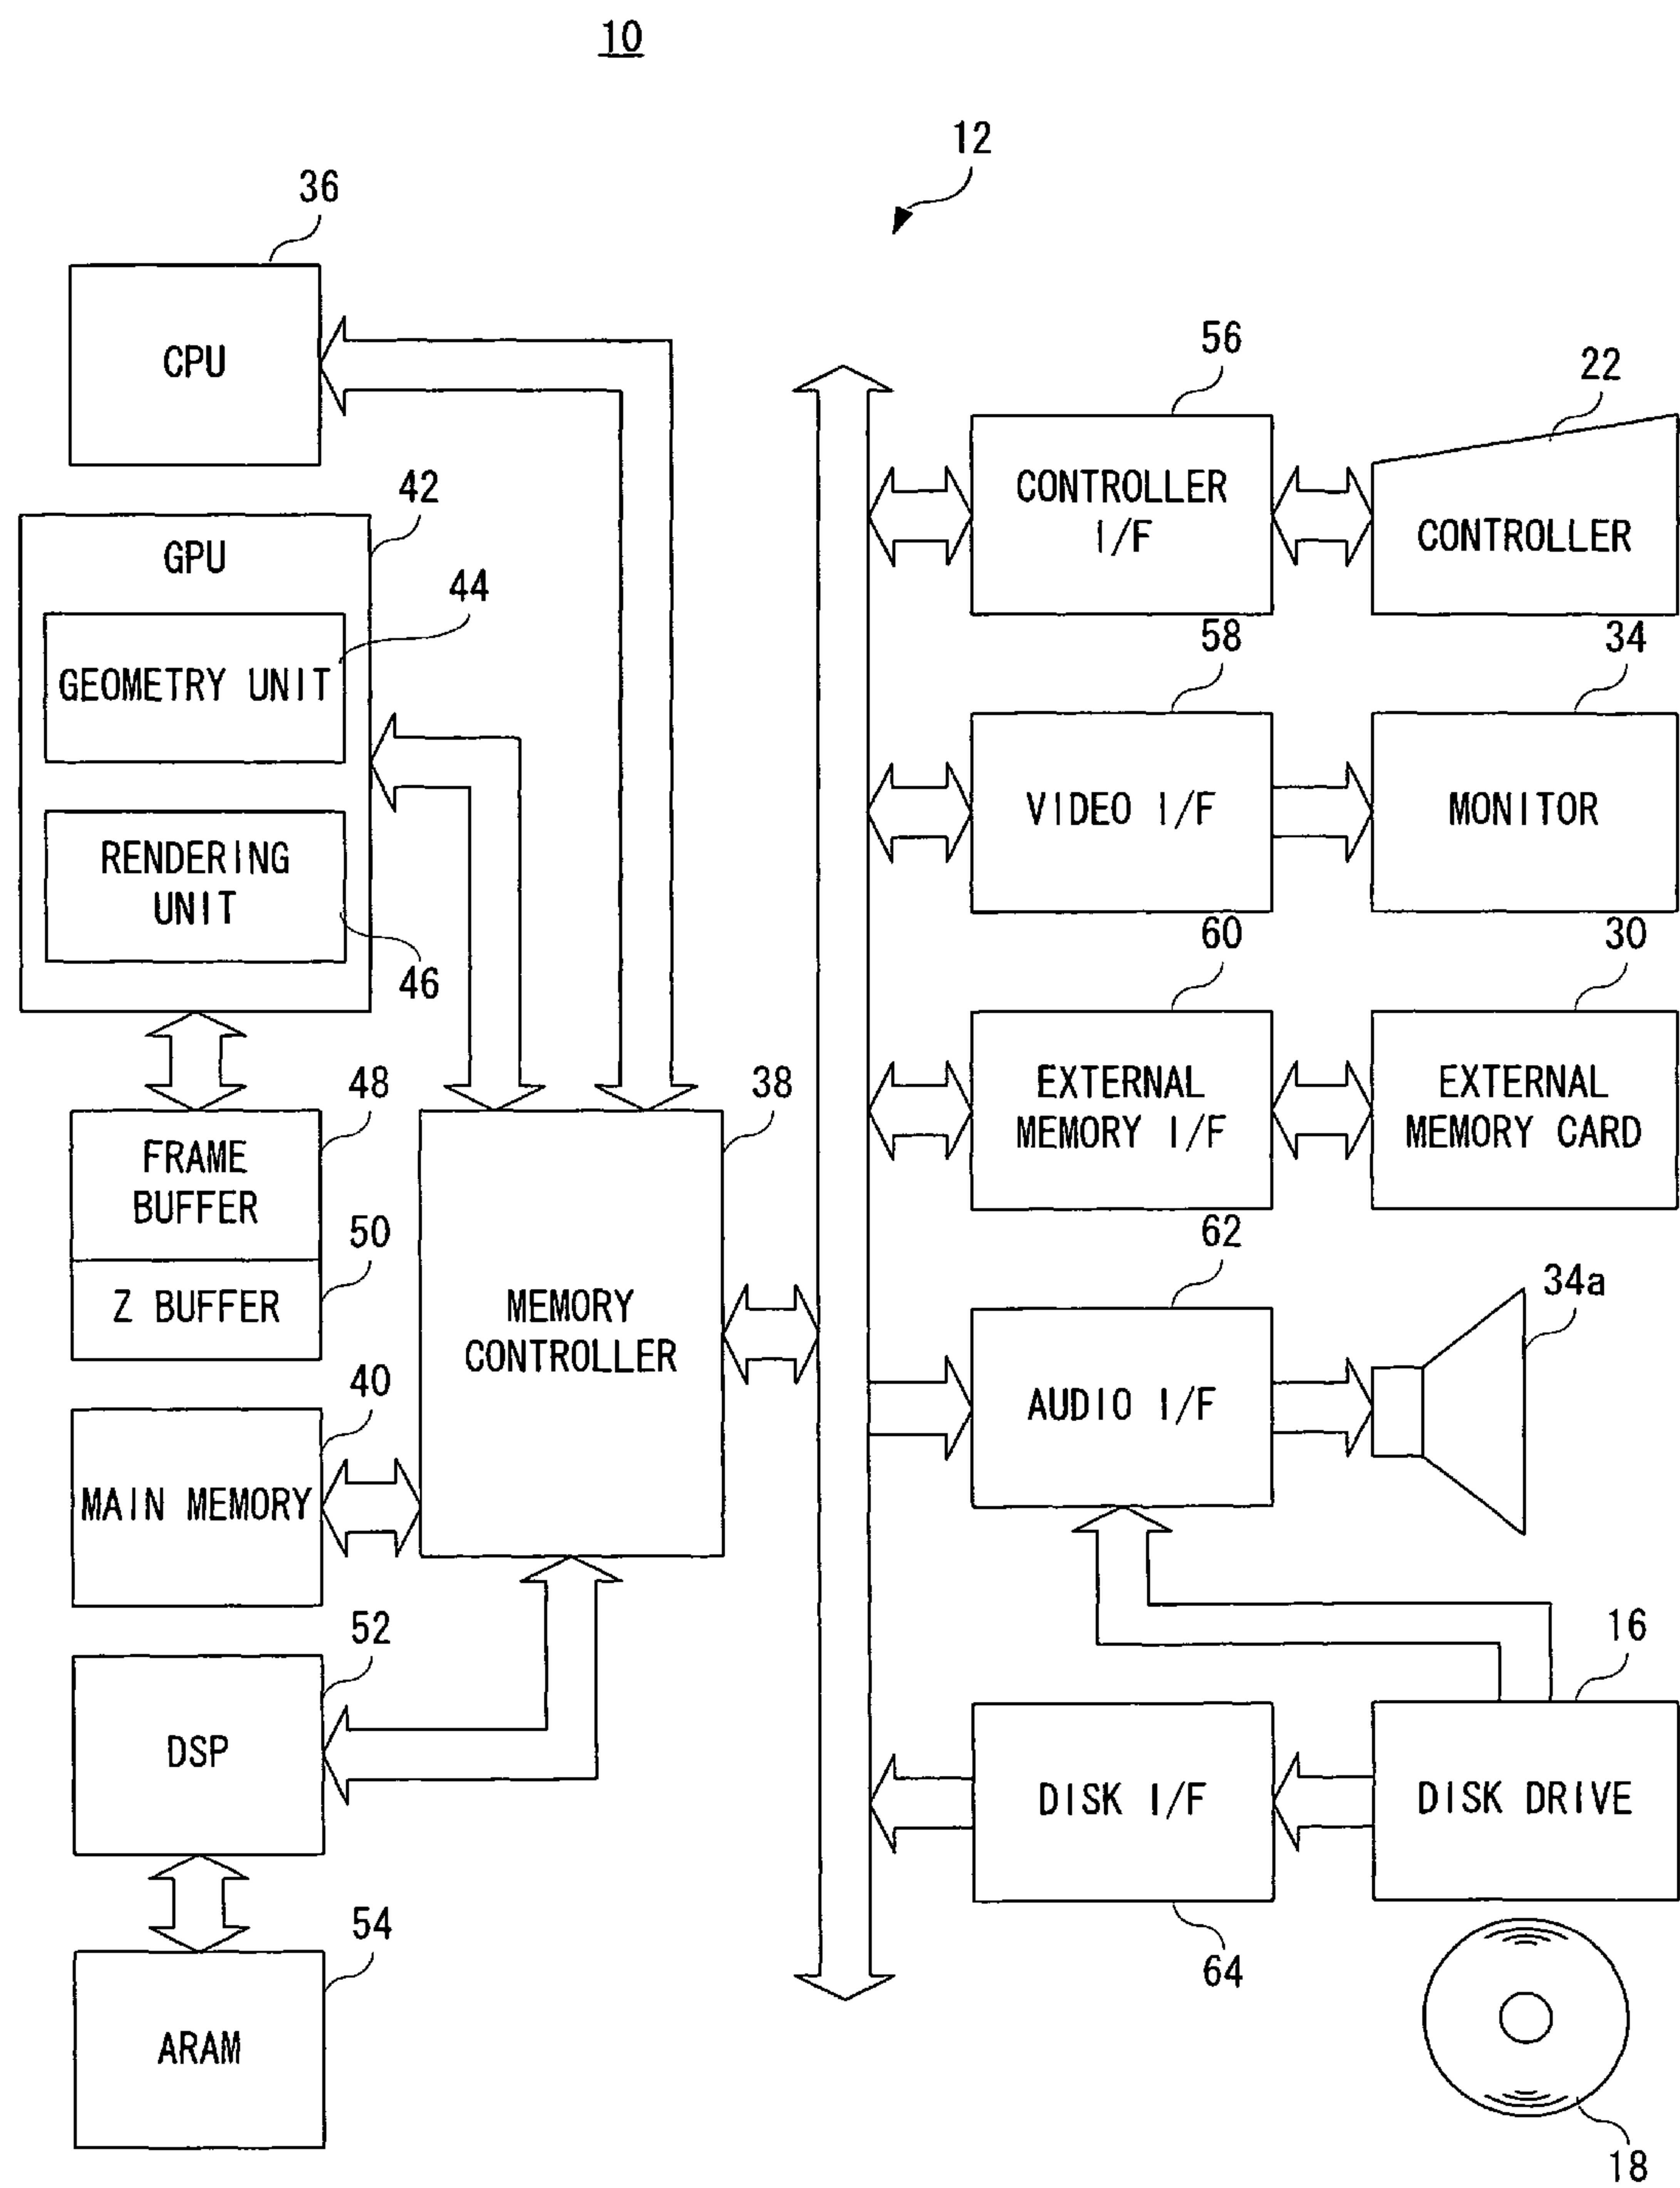 10
12
36
CPU
42
GPU
44
GEOMETRY UNIT
RENDERING
UNIT
46
48
FRAME
BUFFER
50
Z BUFFER
40
MAIN MEMORY
52
DSP
54
ARAM
38
MEMORY
CONTROLLER
56
CONTROLLER
I/F
22
CONTROLLER
58
VIDEO I/F
34
MONITOR
60
EXTERNAL
MEMORY I/F
30
EXTERNAL
MEMORY CARD
62
AUDIO I/F
34a
16
DISK I/F
DISK DRIVE
64
18